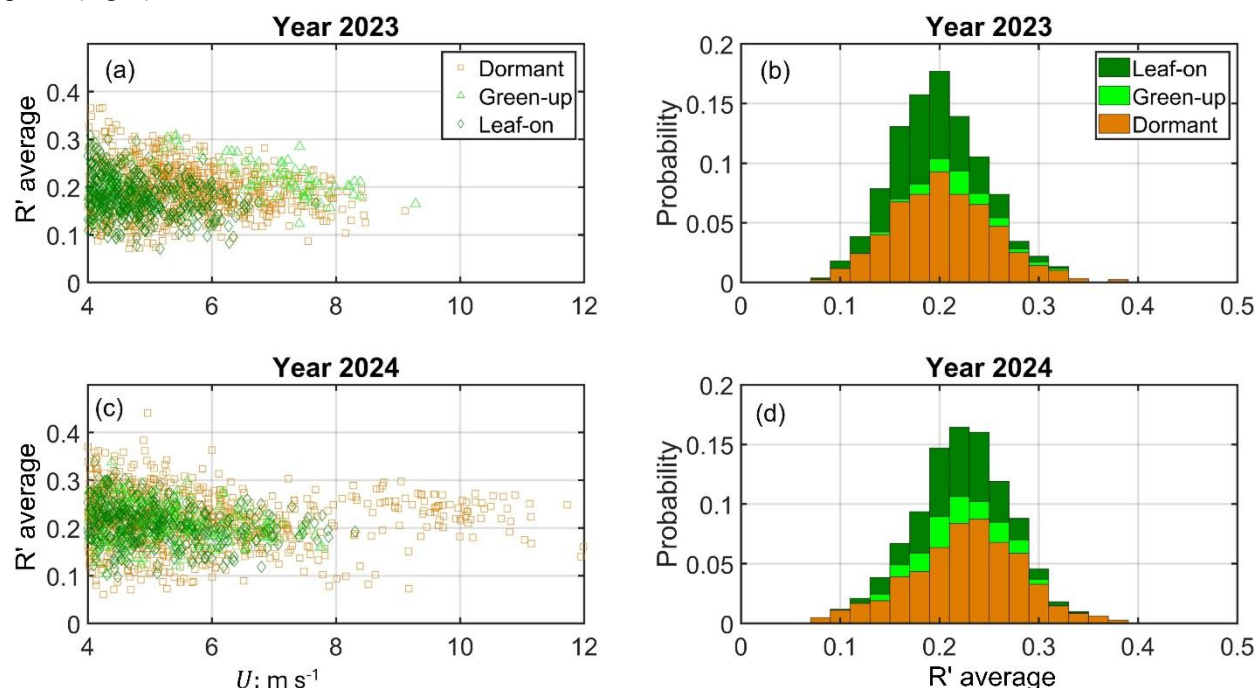 Year 2023
(a)
Dormant
Green-up
Leaf-on
R' average
0.4
0.3
0.2
0.1
0
4
6
8
10
12
Year 2023
(b)
Leaf-on
Green-up
Dormant
Probability
0.2
0.15
0.1
0.05
0
0
0.1
0.2
0.3
0.4
0.5
Year 2024
(c)
R' average
0.4
0.3
0.2
0.1
0
4
6
8
10
12
U: m s⁻¹
Year 2024
(d)
Probability
0.2
0.15
0.1
0.05
0
0
0.1
0.2
0.3
0.4
0.5
R' average